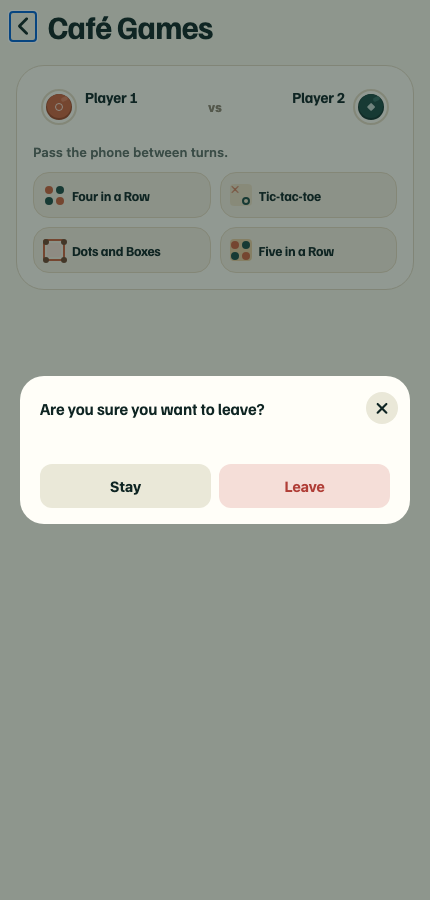 Café Games
Player 1
vs
Player 2
Pass the phone between turns.
Four in a Row
Tic-tac-toe
Dots and Boxes
Five in a Row
Are you sure you want to leave?
Stay
Leave